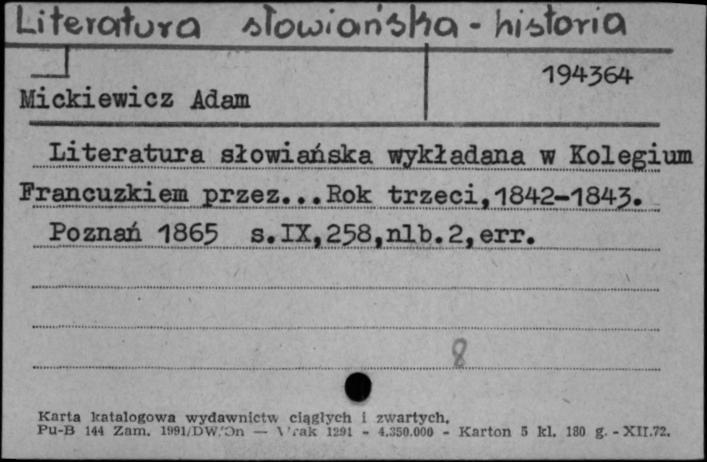 Literatura słowiańska - historia
194364
Mickiewicz Adam
Literatura słowiańska wykładana w Kolegium
Francuzkiem przez...Rok trzeci,1842-1843.
Poznań 1865 s.IX,258,nlb.2,err.
8
Karta katalogowa wydawnictw ciągłych i zwartych.
Pu-B 144 Zam. 1991/DW/On — 1291 - 4.350.000 - Karton 5 kl. 180 g. - XII.72.